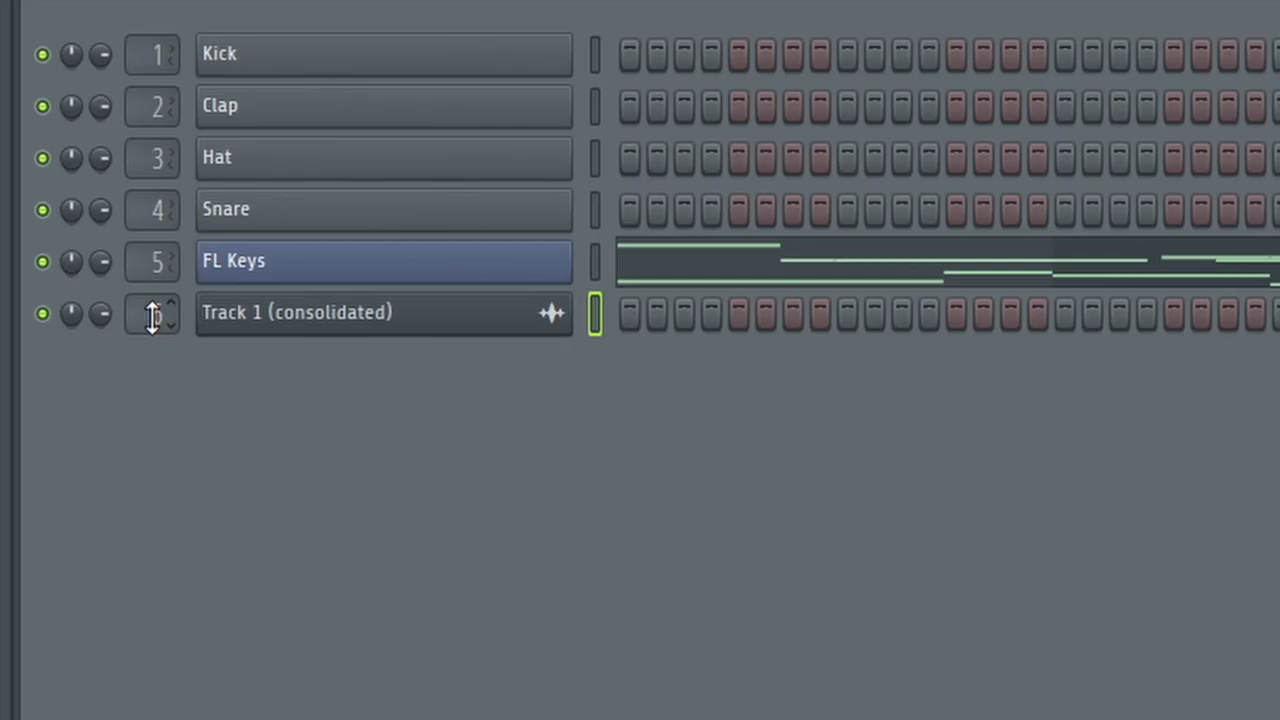 1 Kick
2 Clap
3 Hat
4 Snare
5 FL Keys
Track 1 (consolidated)